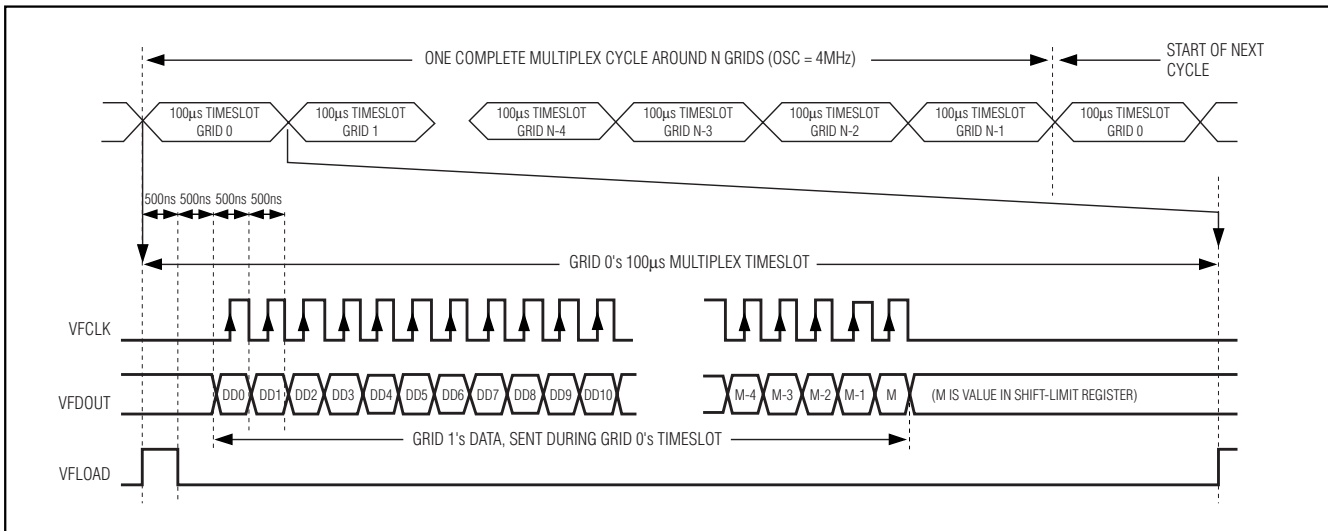 ONE COMPLETE MULTIPLEX CYCLE AROUND N GRIDS (OSC = 4MHz)
START OF NEXT
CYCLE
100μs TIMESLOT
GRID 0
100μs TIMESLOT
GRID 1
100μs TIMESLOT
GRID N-4
100μs TIMESLOT
GRID N-3
100μs TIMESLOT
GRID N-2
100μs TIMESLOT
GRID N-1
100μs TIMESLOT
GRID 0
500ns 500ns 500ns 500ns
GRID 0's 100μs MULTIPLEX TIMESLOT
VFCLK
VFDOUT
DD0 DD1 DD2 DD3 DD4 DD5 DD6 DD7 DD8 DD9 DD10 M-4 M-3 M-2 M-1 M (M IS VALUE IN SHIFT-LIMIT REGISTER)
GRID 1's DATA, SENT DURING GRID 0's TIMESLOT
VFLOAD